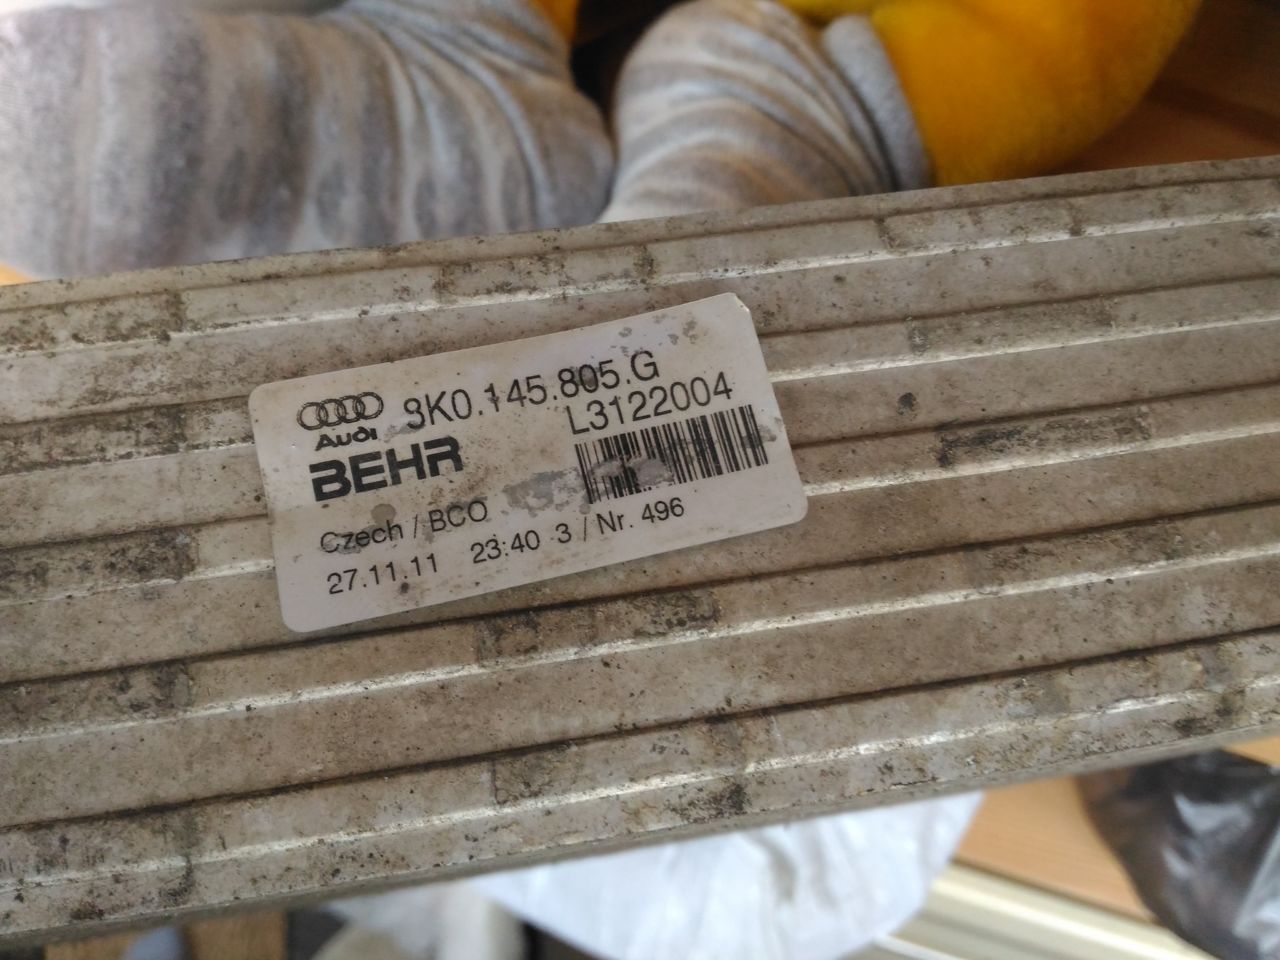 Audi 8K0.145.805.G
L3122004
BEHR
Czech / BCO
27.11.11 23:40 3 / Nr. 496